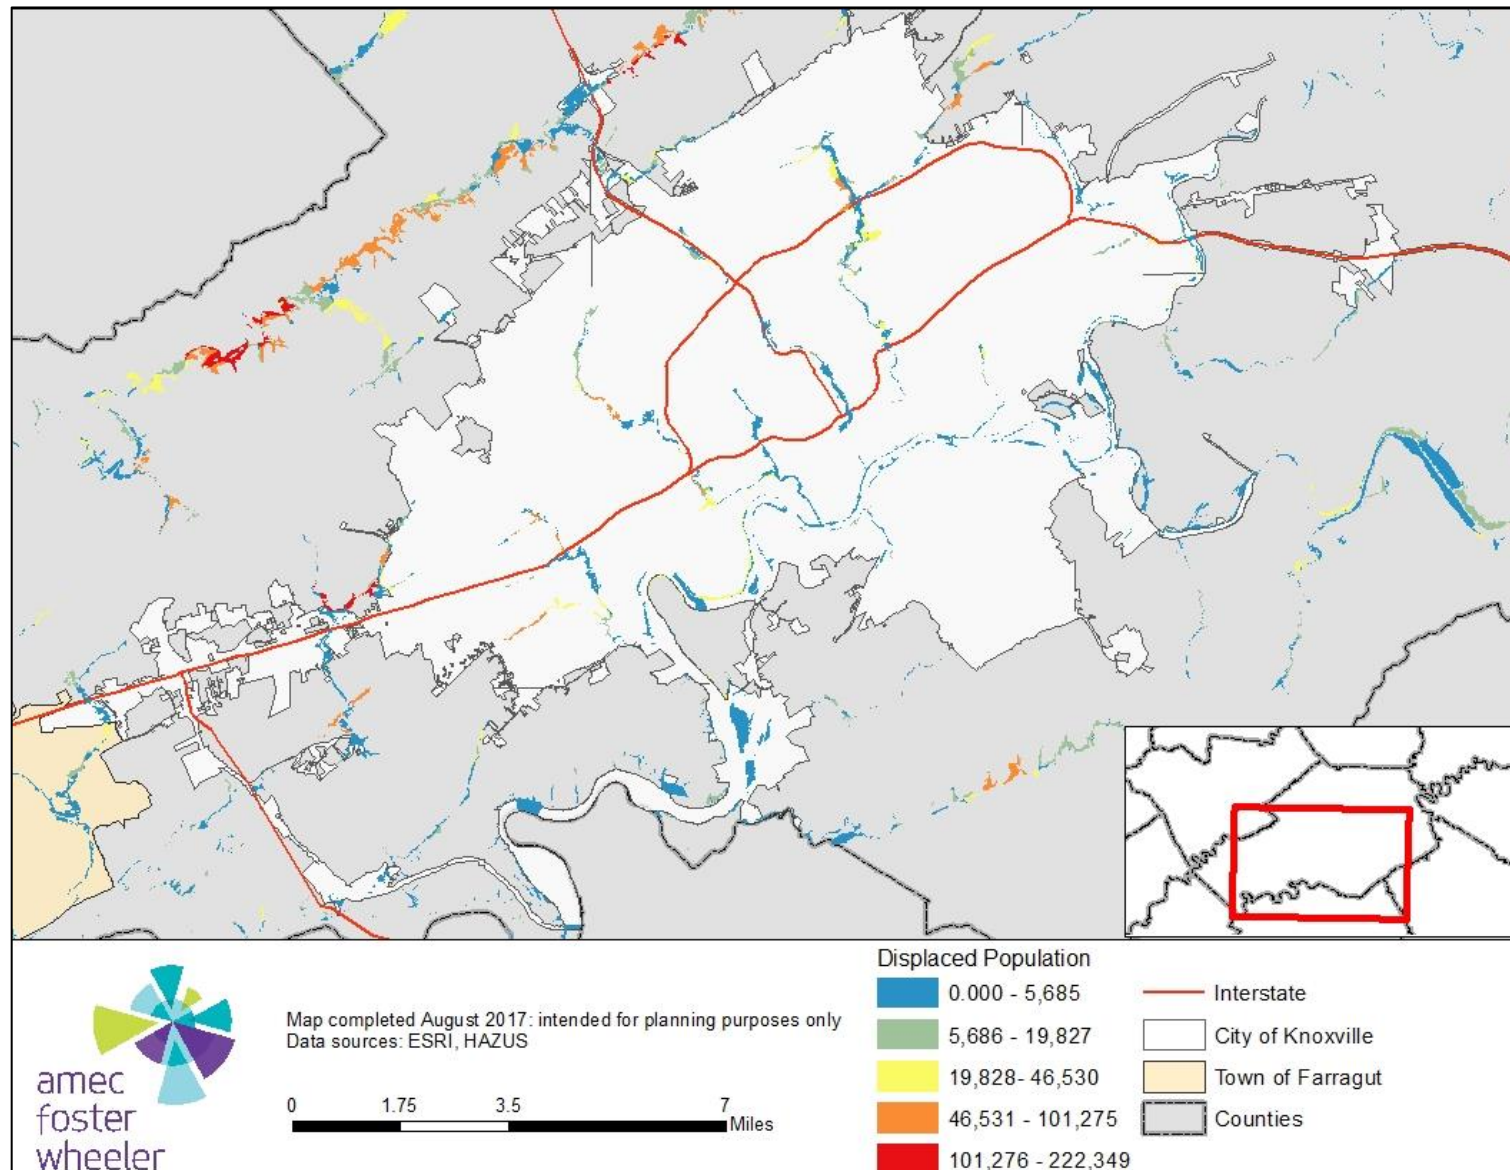 Displaced Population
0.000 - 5,685
5,686 - 19,827
19,828- 46,530
46,531 - 101,275
101,276 - 222,349
Interstate
City of Knoxville
Town of Farragut
Counties
Map completed August 2017: intended for planning purposes only
Data sources: ESRI, HAZUS
0 1.75 3.5 7
Miles
amec
foster
wheeler